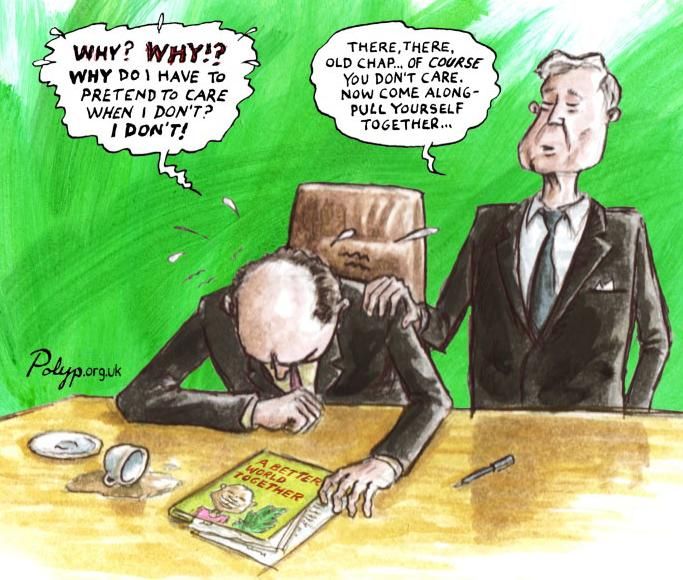 WHY? WHY!?
WHY DO I HAVE TO
PRETEND TO CARE
WHEN I DON'T?
I DON'T!
THERE, THERE,
OLD CHAP... OF COURSE
YOU DON'T CARE.
NOW COME ALONG-
PULL YOURSELF
TOGETHER...
Polyp.org.uk
A BETTER
WORLD
TOGETHER